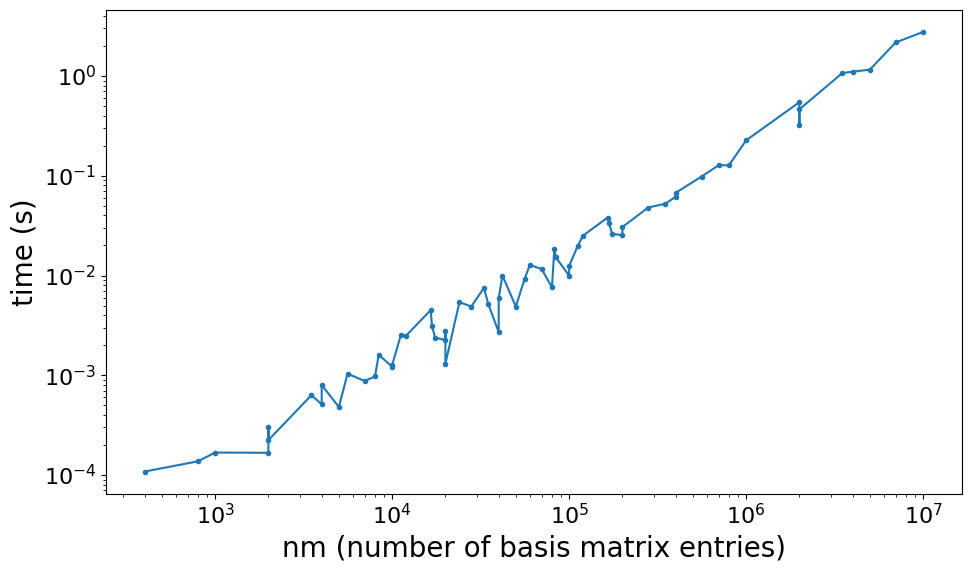 10⁰
10⁻¹
10⁻²
10⁻³
10⁻⁴
time (s)
10³ 10⁴ 10⁵ 10⁶ 10⁷
nm (number of basis matrix entries)